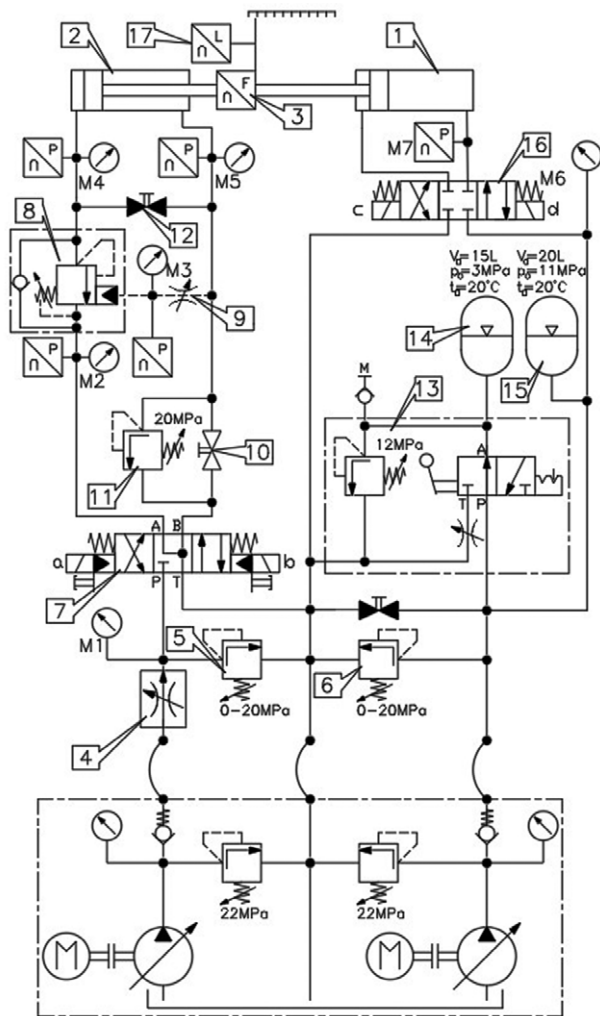 17
∩ L
2
1
∩ F
3
∩ P
M4
∩ P
M5
M7
∩ P
16
M6
c
d
12
8
M3
V₀=15L
p₀=3MPa
t₀=20°C
V₀=20L
p₀=11MPa
t₀=20°C
14
15
9
∩ P
M2
∩ P
M
13
20MPa
10
11
12MPa
A
T
T P
A B
a
b
P T
7
M1
5
6
0-20MPa
0-20MPa
4
22MPa
22MPa
M
M